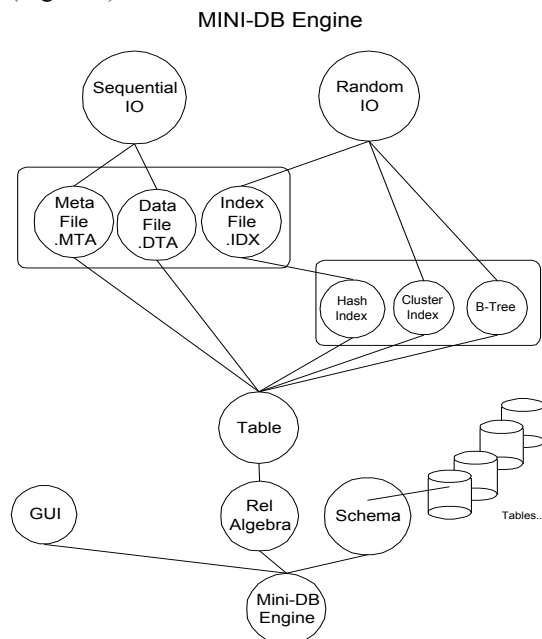 MINI-DB Engine
Sequential
IO
Random
IO
Meta
File
.MTA
Data
File
.DTA
Index
File
.IDX
Hash
Index
Cluster
Index
B-Tree
Table
Tables..
GUI
Rel
Algebra
Schema
Mini-DB
Engine